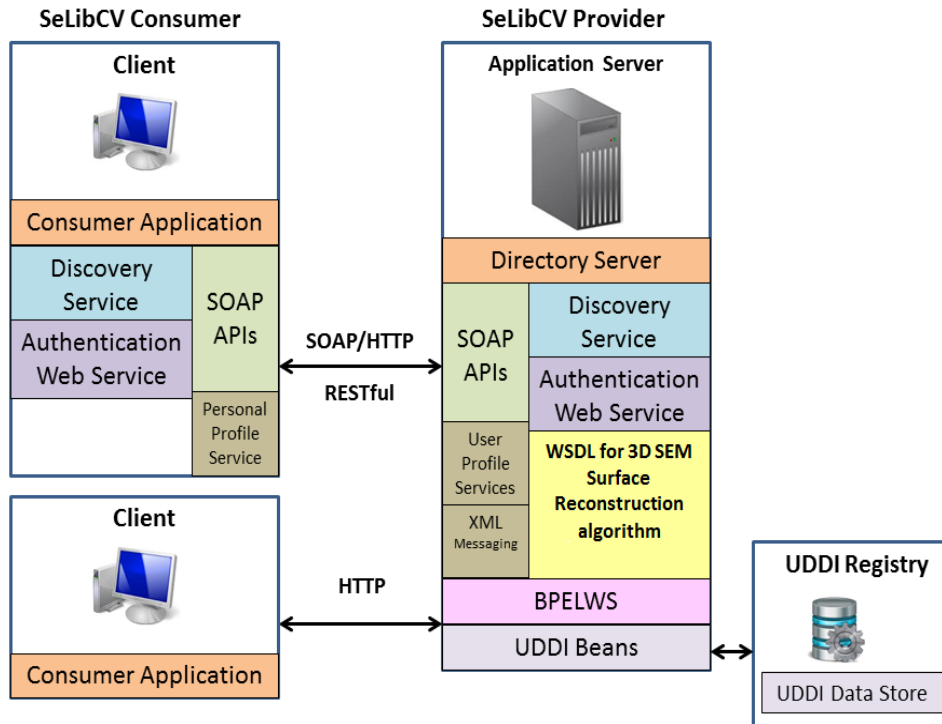 SeLibCV Consumer
Client
Consumer Application
Discovery
Service
SOAP
APIs
Authentication
Web Service
Personal
Profile
Service
Client
Consumer Application
SOAP/HTTP
RESTful
HTTP
SeLibCV Provider
Application Server
Directory Server
SOAP
APIs
Discovery
Service
Authentication
Web Service
User
Profile
Services
XML
Messaging
WSDL for 3D SEM
Surface
Reconstruction
algorithm
BPELWS
UDDI Beans
UDDI Registry
UDDI Data Store